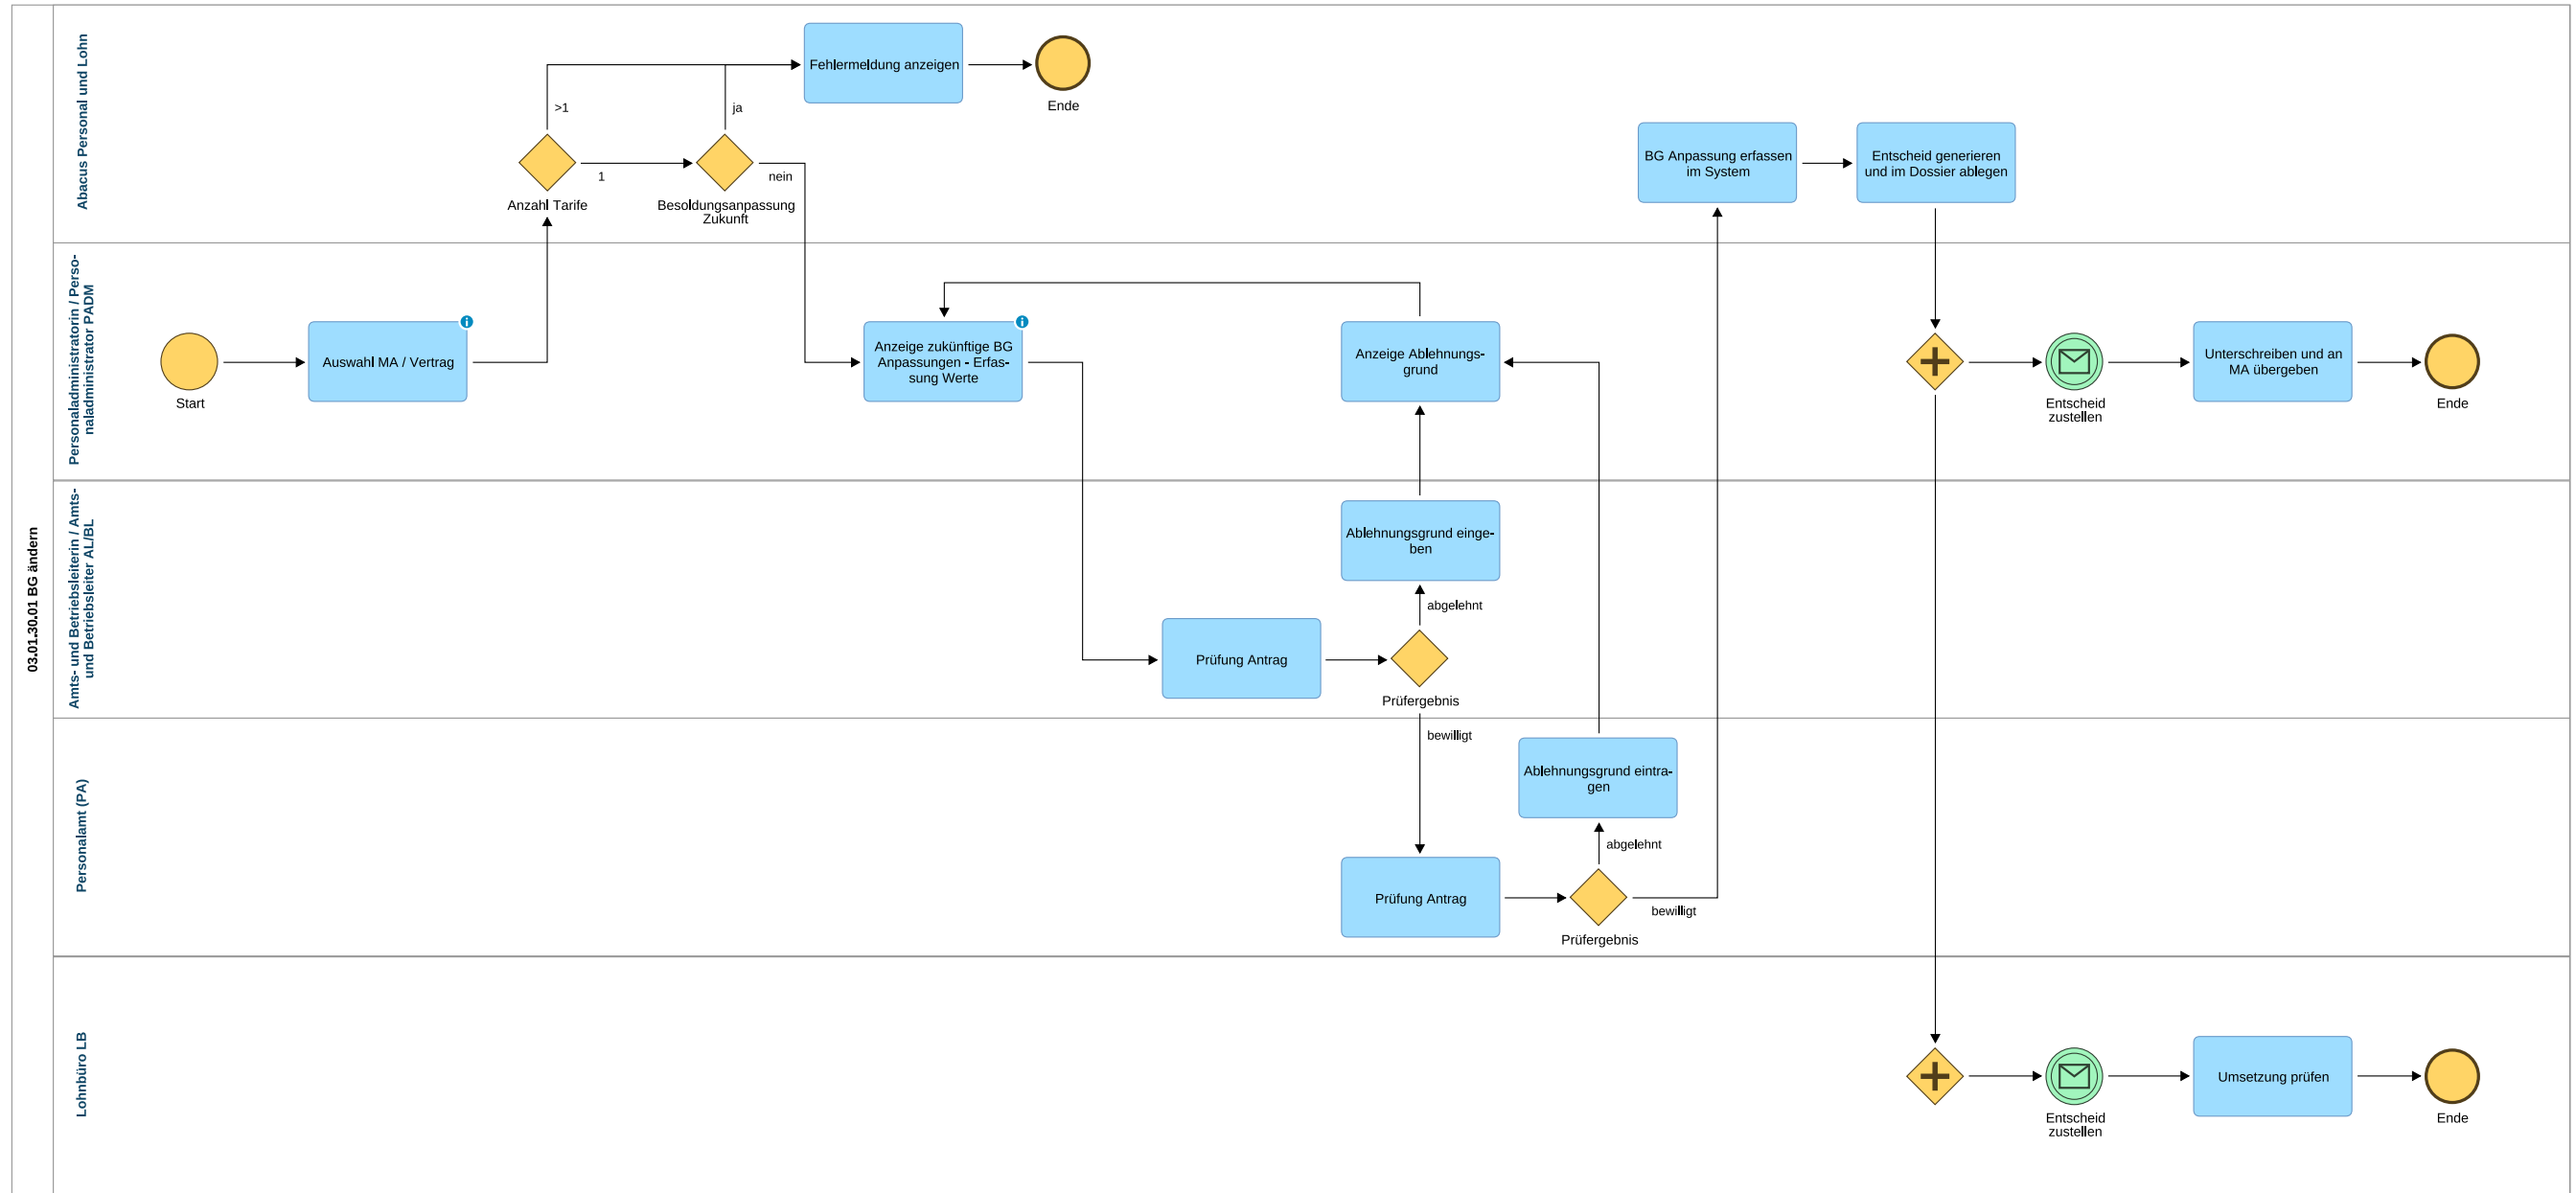 03.01.30.01 BG ändern
Abacus Personal und Lohn
Fehlermeldung anzeigen
Ende
>1
ja
Anzahl Tarife
1
Besoldungsanpassung
Zukunft
nein
BG Anpassung erfassen
im System
Entscheid generieren
und im Dossier ablegen
Personaladministratorin / Perso-
naladministrator PADM
Start
Auswahl MA / Vertrag
Anzeige zukünftige BG
Anpassungen - Erfas-
sung Werte
Anzeige Ablehnungs-
grund
Entscheid
zustellen
Unterschreiben und an
MA übergeben
Ende
Amts- und Betriebsleiterin / Amts-
und Betriebsleiter AL/BL
Ablehnungsgrund einge-
ben
abgelehnt
Prüfung Antrag
Prüfergebnis
bewilligt
Personalamt (PA)
Ablehnungsgrund eintra-
gen
abgelehnt
Prüfung Antrag
Prüfergebnis
bewilligt
Lohnbüro LB
Entscheid
zustellen
Umsetzung prüfen
Ende